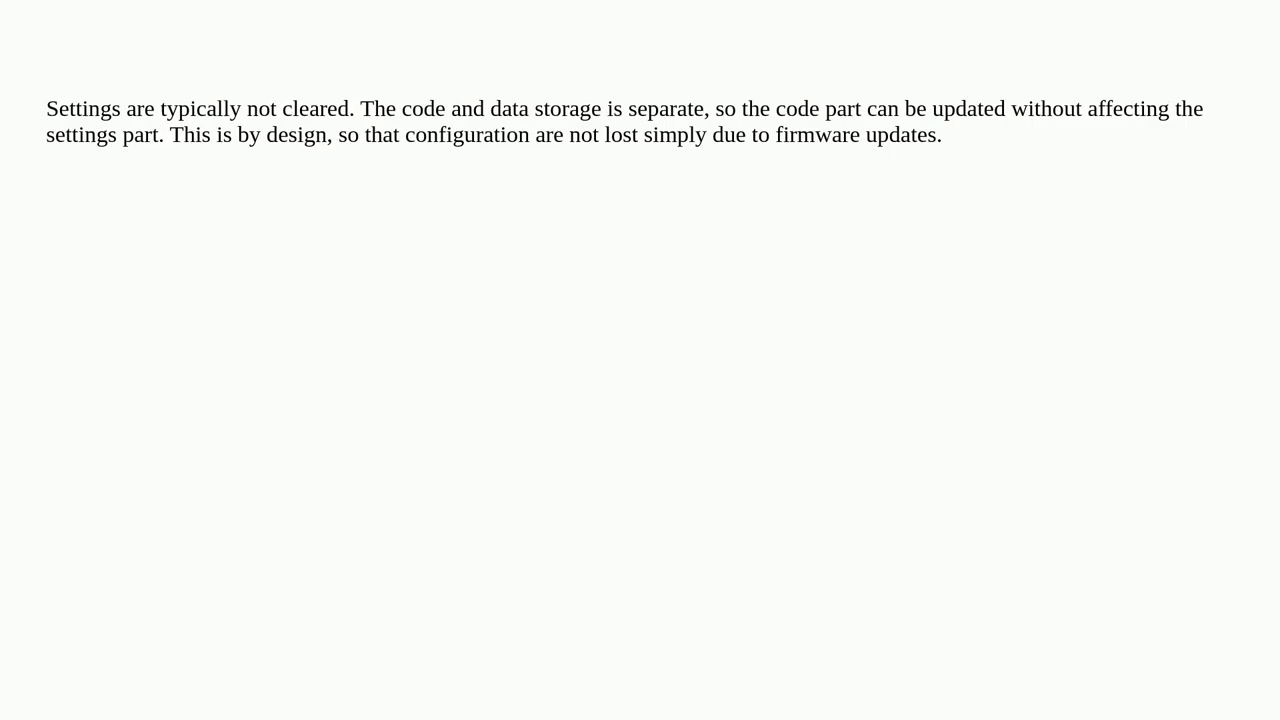 Settings are typically not cleared. The code and data storage is separate, so the code part can be updated without affecting the
settings part. This is by design, so that configuration are not lost simply due to firmware updates.